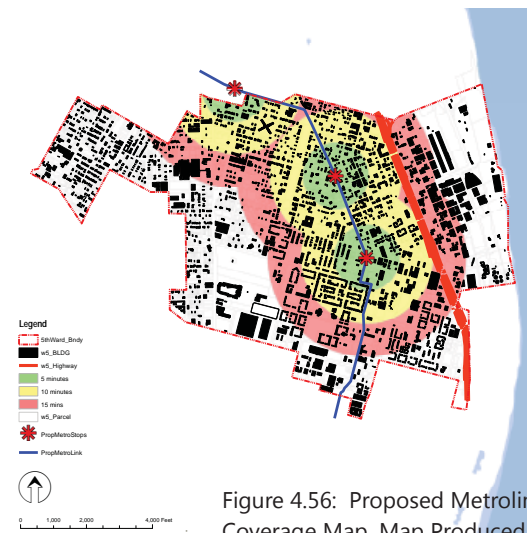 Legend
5thWard_Bndy
w5_BLDG
w5_Highway
5 minutes
10 minutes
15 mins
w5_Parcel
PropMetroStops
PropMetroLink
0 1,000 2,000 4,000 Feet
Figure 4.56: Proposed Metrolin
Coverage Map. Map Produced